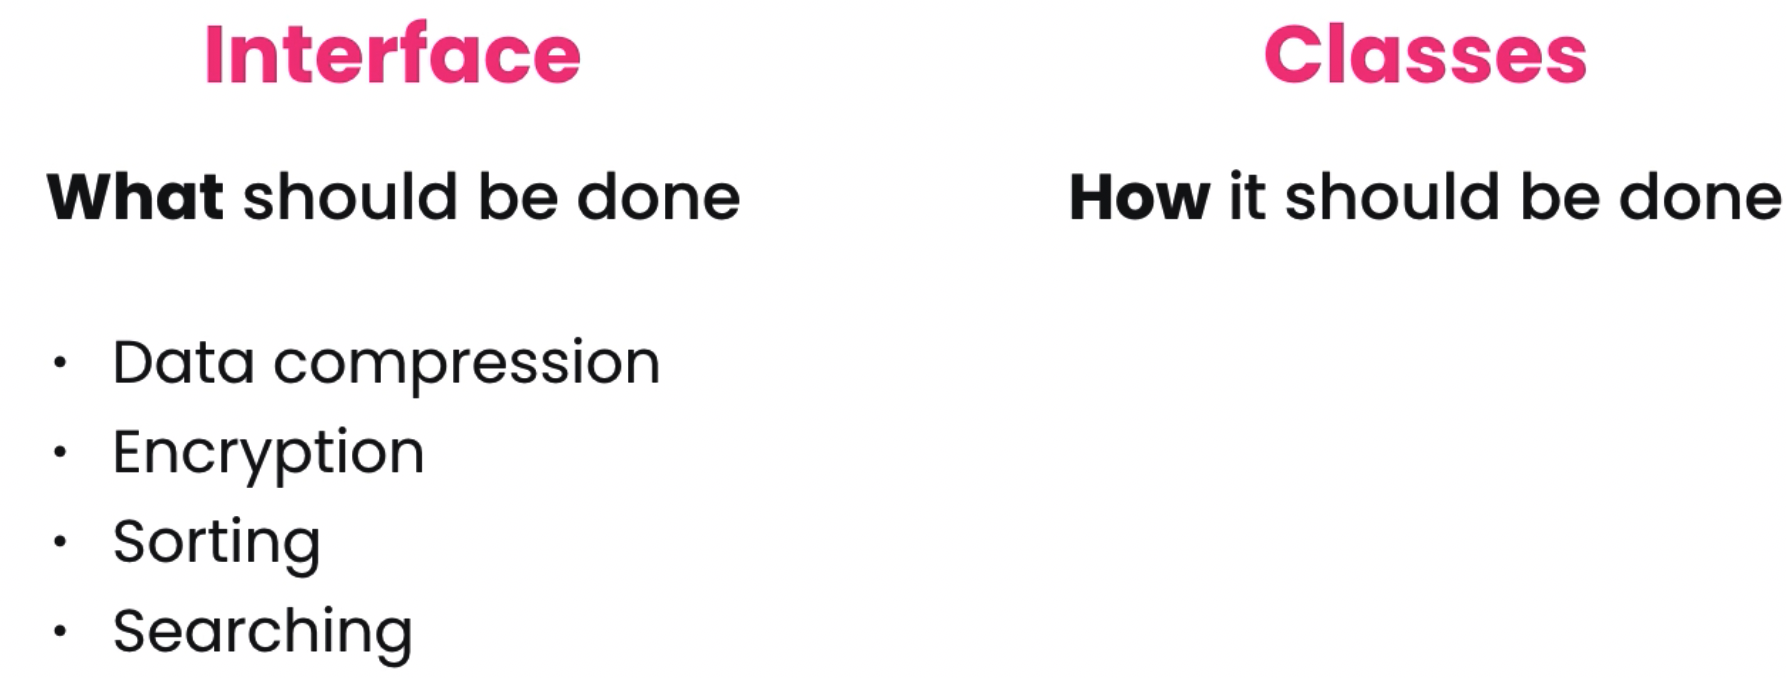 Interface
Classes
What should be done
How it should be done
• Data compression
• Encryption
• Sorting
• Searching